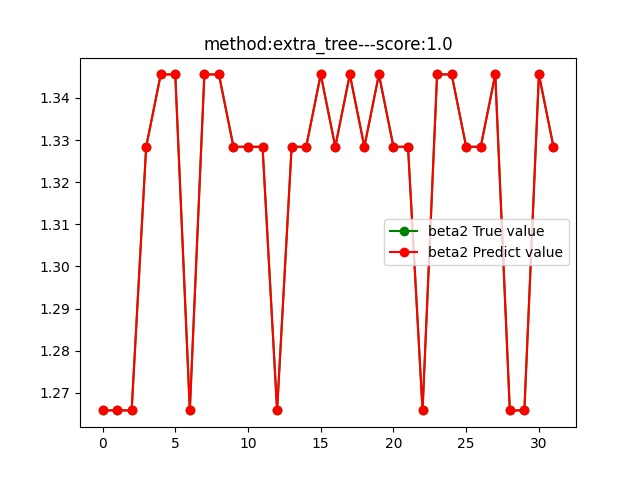 method:extra_tree---score:1.0
1.34
1.33
1.32
1.31
1.30
1.29
1.28
1.27
beta2 True value
beta2 Predict value
0 5 10 15 20 25 30